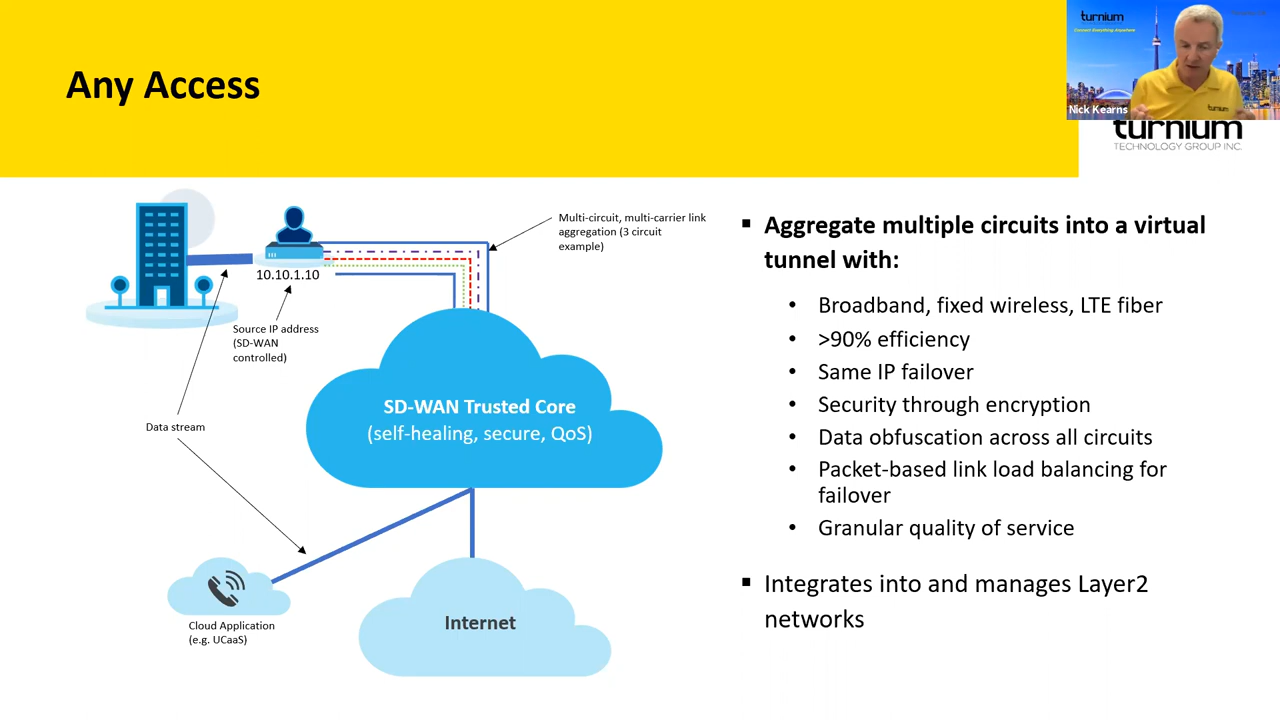 Any Access
turnium
Connect Everything Anywhere
Nick Kearns
turnium
turnium
TECHNOLOGY GROUP INC.
10.10.1.10
Multi-circuit, multi-carrier link
aggregation (3 circuit
example)
Source IP address
(SD-WAN
controlled)
Data stream
SD-WAN Trusted Core
(self-healing, secure, QoS)
Cloud Application
(e.g. UCaaS)
Internet
▪ Aggregate multiple circuits into a virtual
tunnel with:
• Broadband, fixed wireless, LTE fiber
• >90% efficiency
• Same IP failover
• Security through encryption
• Data obfuscation across all circuits
• Packet-based link load balancing for
failover
• Granular quality of service
▪ Integrates into and manages Layer2
networks